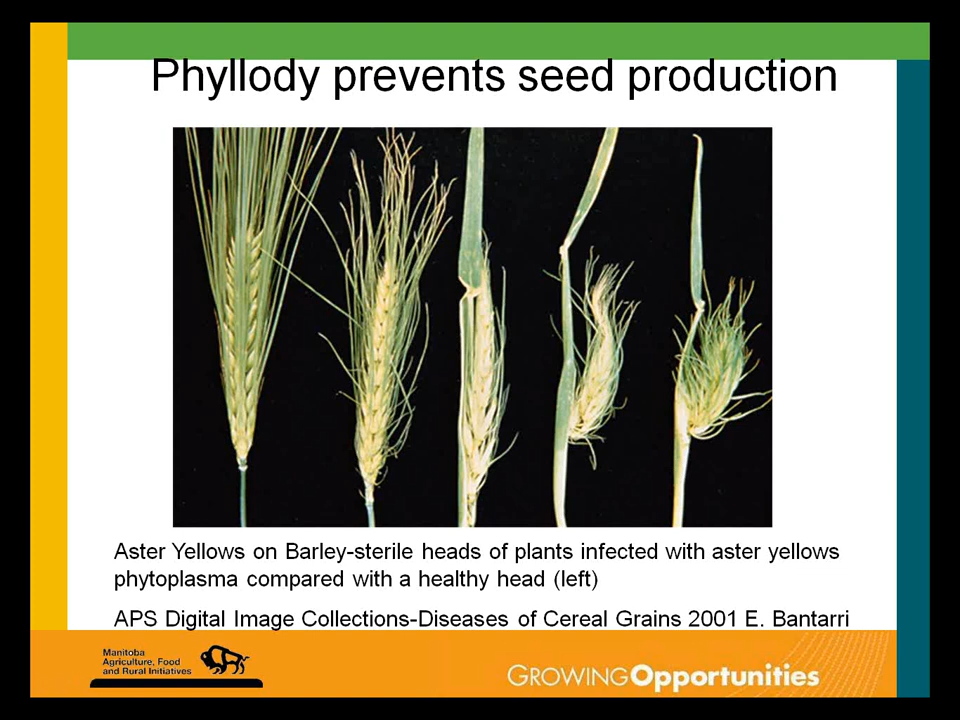 Phyllody prevents seed production
Aster Yellows on Barley-sterile heads of plants infected with aster yellows
phytoplasma compared with a healthy head (left)
APS Digital Image Collections-Diseases of Cereal Grains 2001 E. Bantarri
Manitoba
Agriculture, Food
and Rural Initiatives
GROWING Opportunities